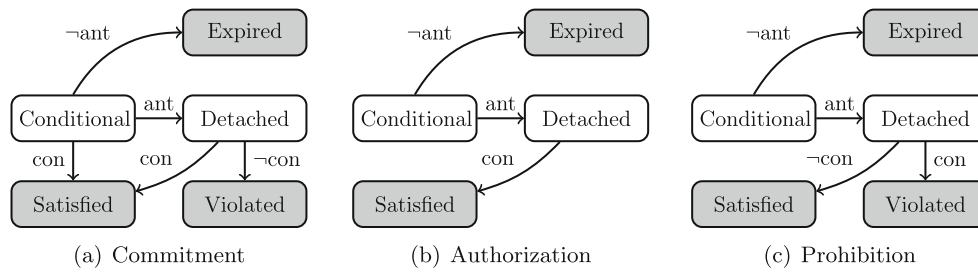 ¬ant
Expired
Conditional
ant
Detached
con
con
¬con
Satisfied
Violated
(a) Commitment
¬ant
Expired
Conditional
ant
Detached
con
Satisfied
(b) Authorization
¬ant
Expired
Conditional
ant
Detached
¬con
con
Satisfied
Violated
(c) Prohibition